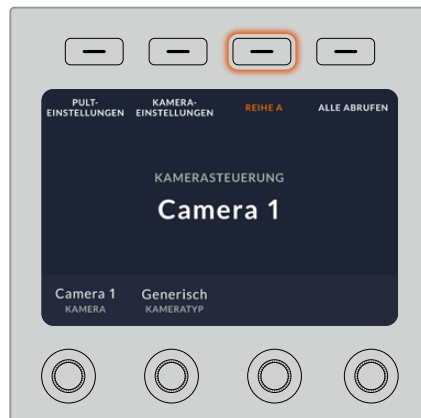 PULT-
EINSTELLUNGEN
KAMERA-
EINSTELLUNGEN
REIHE A
ALLE ABRUFEN
KAMERASTEUERUNG
Camera 1
Camera 1
KAMERA
Generisch
KAMERATYP